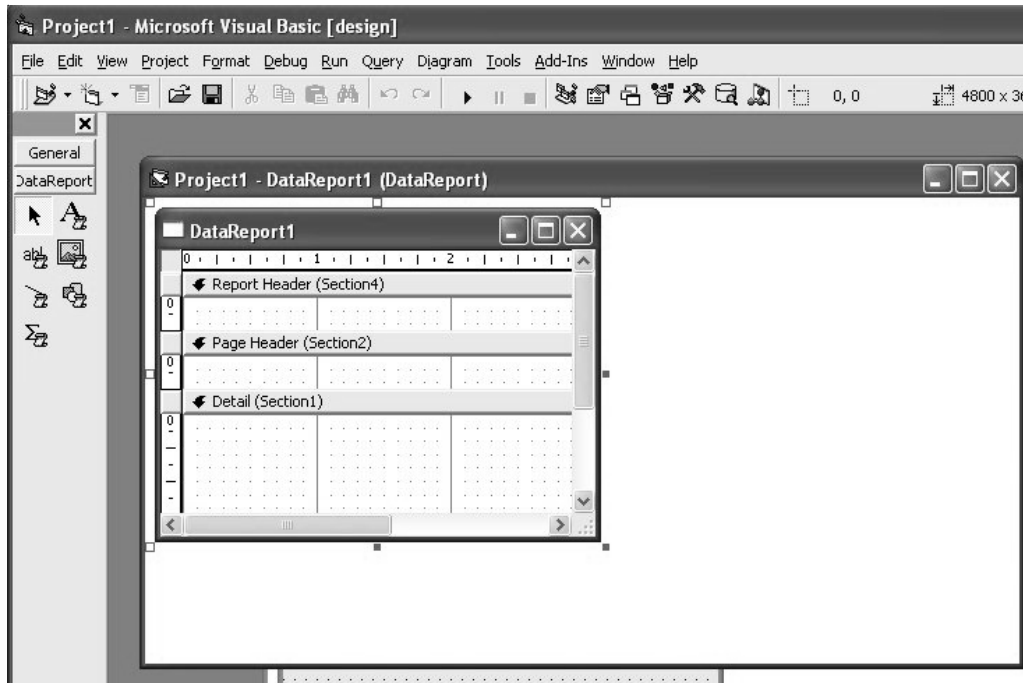 Project1 - Microsoft Visual Basic [design]
File Edit View Project Format Debug Run Query Diagram Tools Add-Ins Window Help
0, 0 4800 x 36
General
DataReport
Project1 - DataReport1 (DataReport)
A
abl
Σ
DataReport1
0 1 2
Report Header (Section4)
0
Page Header (Section2)
0
Detail (Section1)
0